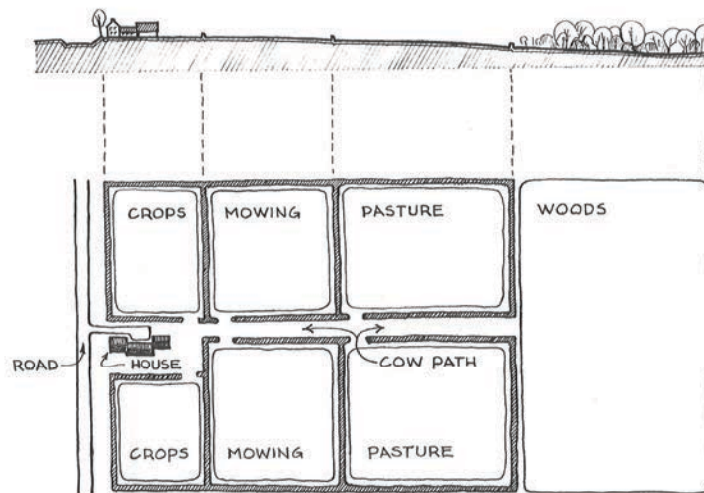 CROPS MOWING PASTURE WOODS
ROAD HOUSE COW PATH
CROPS MOWING PASTURE